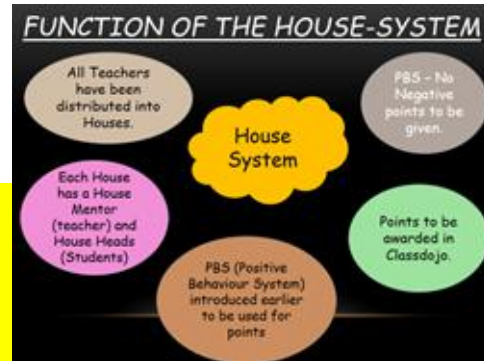 FUNCTION OF THE HOUSE-SYSTEM
All Teachers
have been
distributed into
Houses.
PBS - No
Negative
points to be
given.
House
System
Each House
has a House
Mentor
(teacher) and
House Heads
(Students)
Points to be
awarded in
Classdojo.
PBS (Positive
Behaviour System)
introduced earlier
to be used for
points